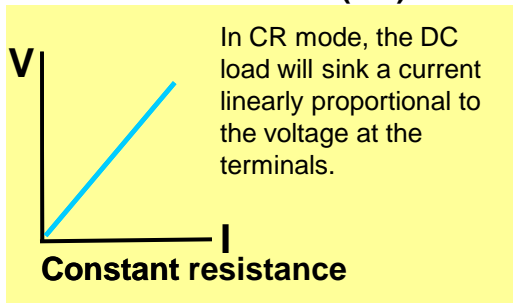 V
In CR mode, the DC
load will sink a current
linearly proportional to
the voltage at the
terminals.
I
Constant resistance